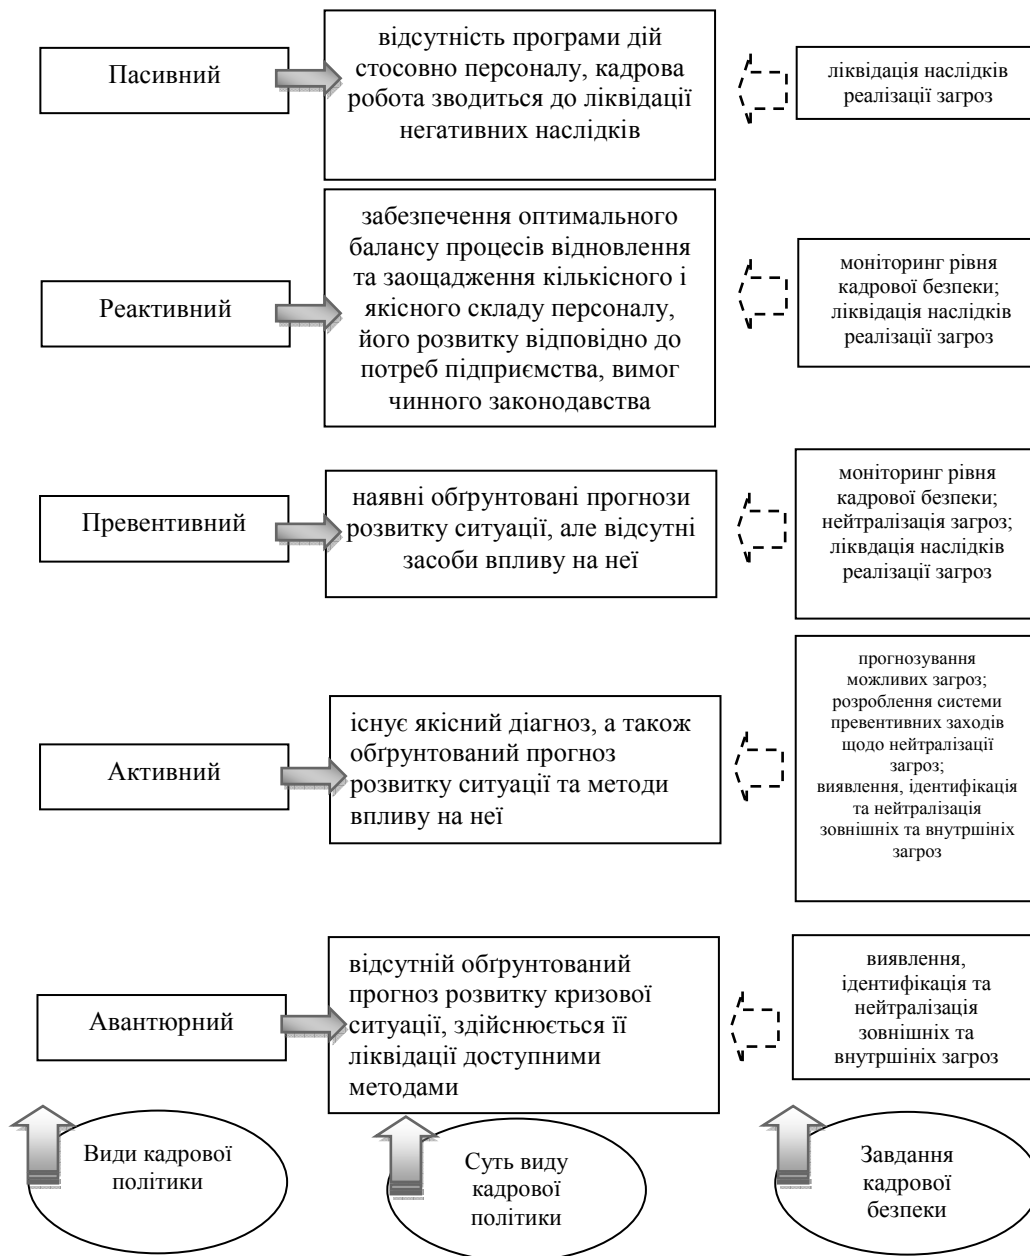 Пасивний
відсутність програми дій
стосовно персоналу, кадрова
робота зводиться до ліквідації
негативних наслідків
ліквідація наслідків
реалізації загроз
Реактивний
забезпечення оптимального
балансу процесів відновлення
та заощадження кількісного і
якісного складу персоналу,
його розвитку відповідно до
потреб підприємства, вимог
чинного законодавства
моніторинг рівня
кадрової безпеки;
ліквідація наслідків
реалізації загроз
Превентивний
наявні обґрунтовані прогнози
розвитку ситуації, але відсутні
засоби впливу на неї
моніторинг рівня
кадрової безпеки;
нейтралізація загроз;
ліквдація наслідків
реалізації загроз
Активний
існує якісний діагноз, а також
обґрунтований прогноз
розвитку ситуації та методи
впливу на неї
прогнозування
можливих загроз;
розроблення системи
превентивних заходів
щодо нейтралізації
загроз;
виявлення, ідентифікація
та нейтралізація
зовнішніх та внутршініх
загроз
Авантюрний
відсутній обґрунтований
прогноз розвитку кризової
ситуації, здійснюється її
ліквідації доступними
методами
виявлення,
ідентифікація та
нейтралізація
зовнішніх та
внутршініх загроз
Види кадрової
політики
Суть виду
кадрової
політики
Завдання
кадрової
безпеки